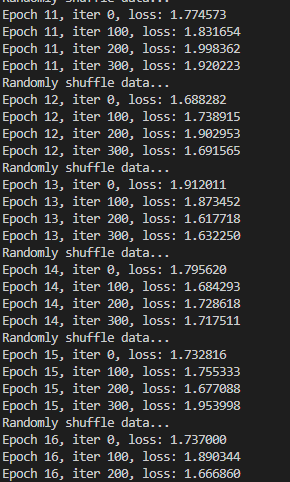 Randomly shuffle data...
Epoch 11, iter 0, loss: 1.774573
Epoch 11, iter 100, loss: 1.831654
Epoch 11, iter 200, loss: 1.998362
Epoch 11, iter 300, loss: 1.920223
Randomly shuffle data...
Epoch 12, iter 0, loss: 1.688282
Epoch 12, iter 100, loss: 1.738915
Epoch 12, iter 200, loss: 1.902953
Epoch 12, iter 300, loss: 1.691565
Randomly shuffle data...
Epoch 13, iter 0, loss: 1.912011
Epoch 13, iter 100, loss: 1.873452
Epoch 13, iter 200, loss: 1.617718
Epoch 13, iter 300, loss: 1.632250
Randomly shuffle data...
Epoch 14, iter 0, loss: 1.795620
Epoch 14, iter 100, loss: 1.684293
Epoch 14, iter 200, loss: 1.728618
Epoch 14, iter 300, loss: 1.717511
Randomly shuffle data...
Epoch 15, iter 0, loss: 1.732816
Epoch 15, iter 100, loss: 1.755333
Epoch 15, iter 200, loss: 1.677088
Epoch 15, iter 300, loss: 1.953998
Randomly shuffle data...
Epoch 16, iter 0, loss: 1.737000
Epoch 16, iter 100, loss: 1.890344
Epoch 16, iter 200, loss: 1.666860